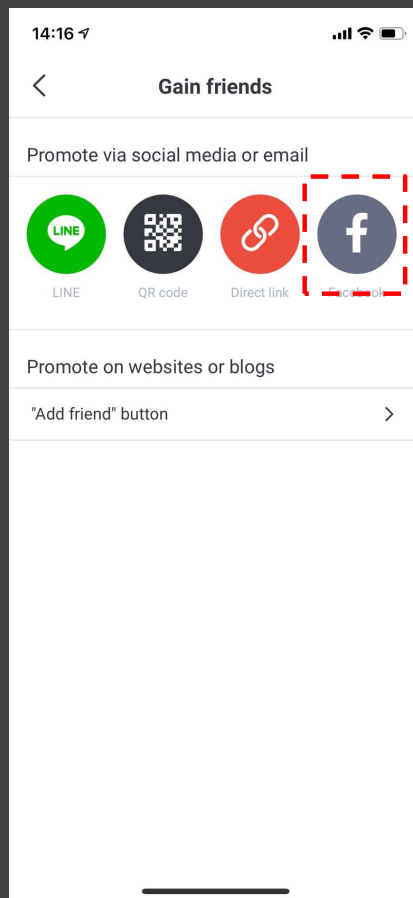 14:16
Gain friends
Promote via social media or email
LINE
LINE QR code Direct link Facebook
Promote on websites or blogs
"Add friend" button